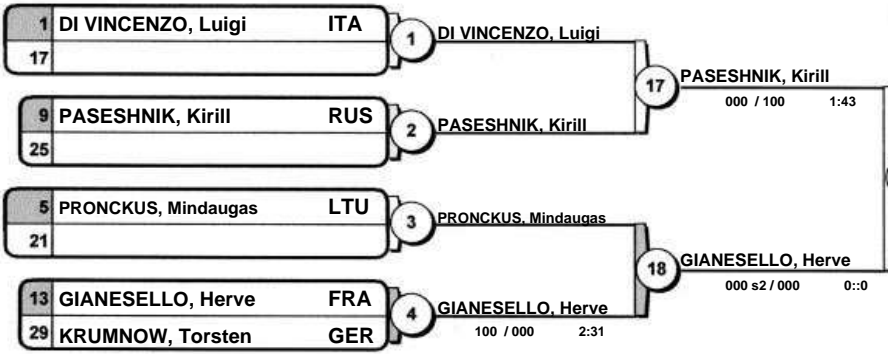 1 DI VINCENZO, Luigi ITA
17
1
DI VINCENZO, Luigi
9 PASESHNIK, Kirill RUS
25
2
PASESHNIK, Kirill
17
PASESHNIK, Kirill
000 / 100 1:43
5 PRONCKUS, Mindaugas LTU
21
3
PRONCKUS, Mindaugas
13 GIANESELLO, Herve FRA
29 KRUMNOW, Torsten GER
4
GIANESELLO, Herve
100 / 000 2:31
18
GIANESELLO, Herve
000 s2 / 000 0::0